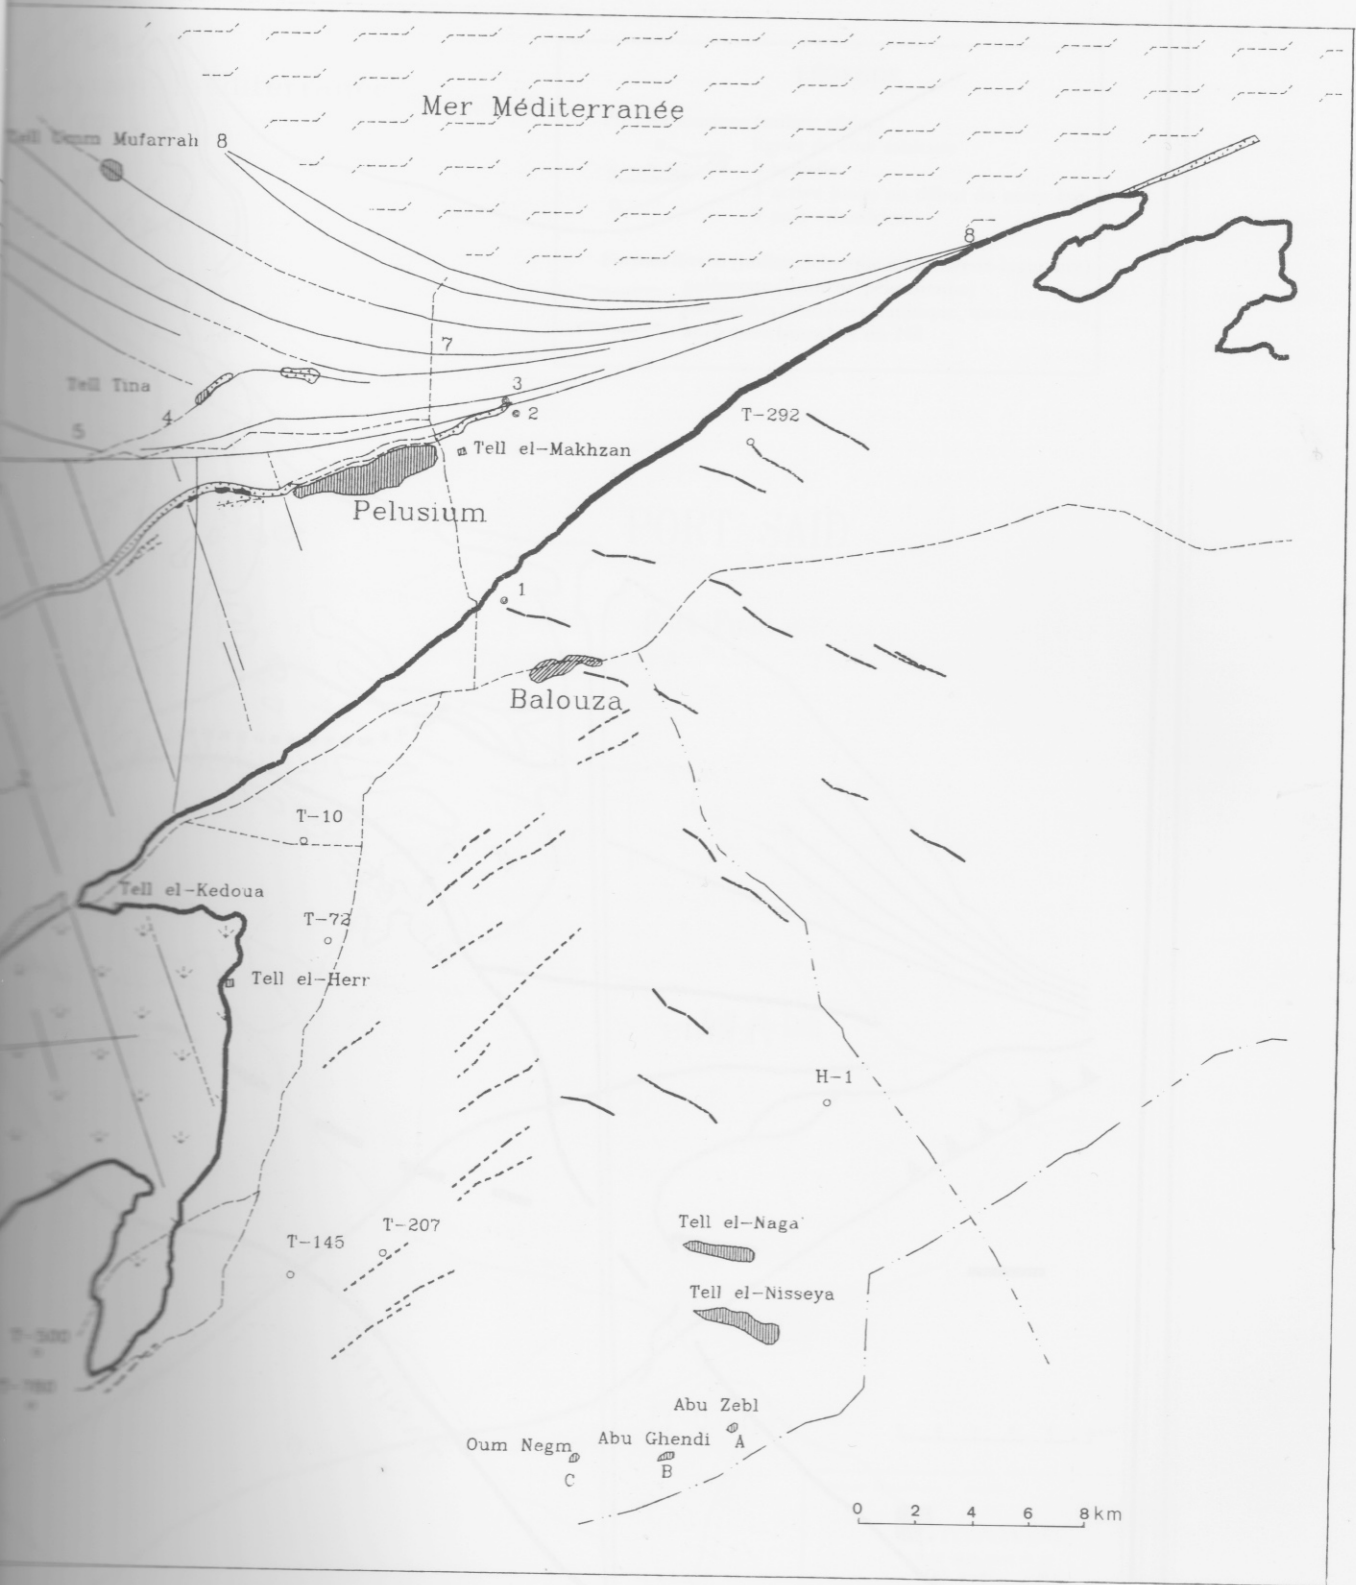 Mer Méditerranée
Tell Umm Mufarrah 8
8
7
Tell Tina
3
4
2
T-292
5
Tell el-Makhzan
Pelusium
1
Balouza
T-10
Tell el-Kedoua
T-72
Tell el-Herr
H-1
Tell el-Naga'
T-207
T-145
Tell el-Nisseya
Abu Zebl
Abu Ghendi A
Oum Negm
B
C
0 2 4 6 8 km